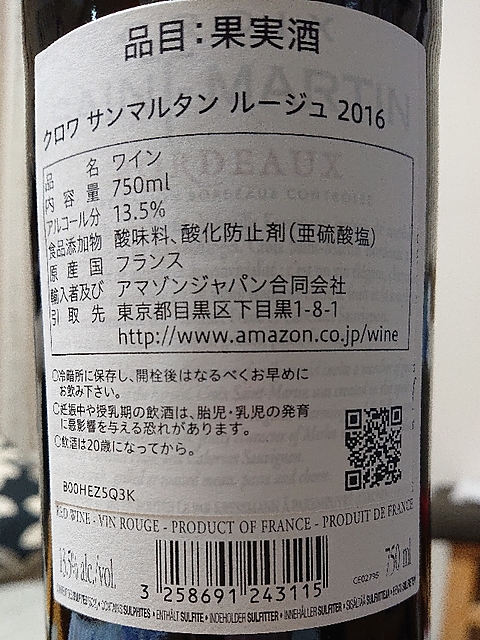 品目：果実酒
クロワ サンマルタン ルージュ 2016
品名 ワイン
内容量 750ml
アルコール分 13.5%
食品添加物 酸味料、酸化防止剤(亜硫酸塩)
原産国 フランス
輸入者及び アマゾンジャパン合同会社
引取先 東京都目黒区下目黒1-8-1
http://www.amazon.co.jp/wine
○冷暗所に保存し、開栓後はなるべくお早めに
お飲み下さい。
○妊娠中や授乳期の飲酒は、胎児・乳児の発育
に悪影響を与える恐れがあります。
○飲酒は20歳になってから。
B00HEZ5Q3K
RED WINE - VIN ROUGE - PRODUCT OF FRANCE - PRODUIT DE FRANCE
13.5% alc./vol.
750 ml
3 258691 243115
CE02795
CONTAINS SULPHITES • ENTHÄLT SULFITE • INDEHOLDER SULFITTER • INNEHÅLLER SULFITER